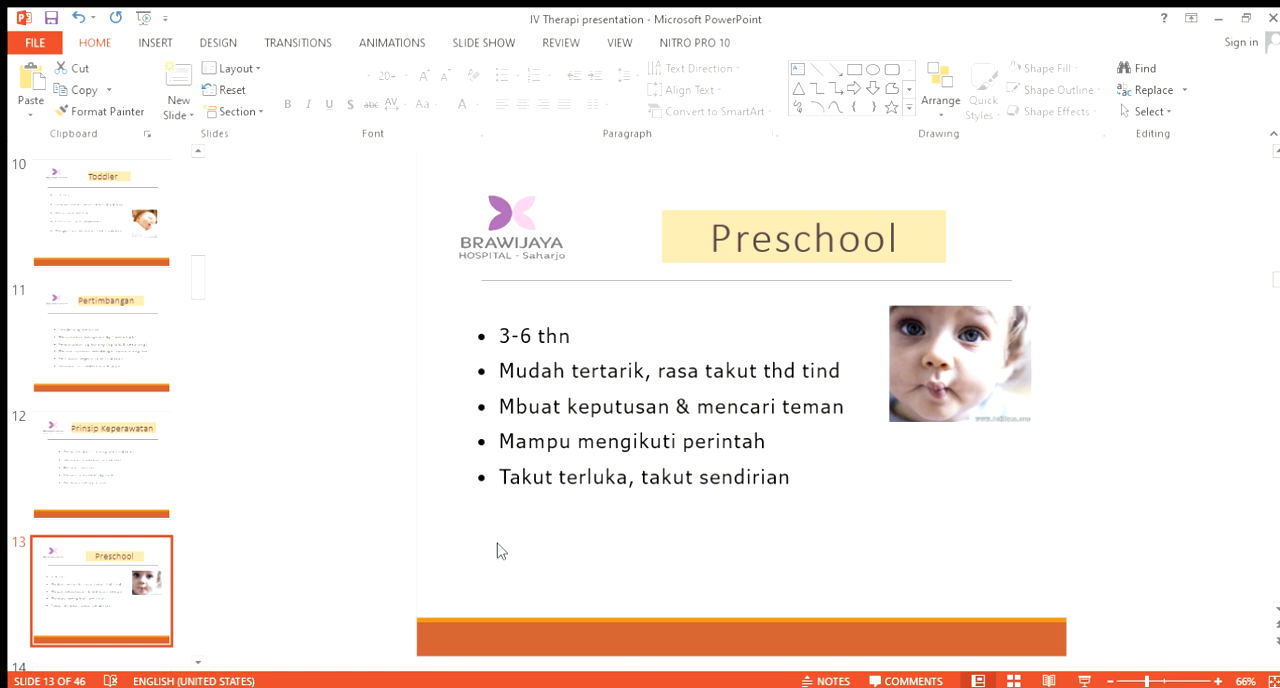 IV Therapi presentation - Microsoft PowerPoint
?
FILE
HOME
INSERT
DESIGN
TRANSITIONS
ANIMATIONS
SLIDE SHOW
REVIEW
VIEW
NITRO PRO 10
Sign in
Paste
Cut
Copy
Format Painter
Clipboard
New
Slide
Layout
Reset
Section
Slides
20+
B I U S abc AV Aa A
Font
Text Direction
Align Text
Convert to SmartArt
Paragraph
Arrange
Quick
Styles
Shape Fill
Shape Outline
Shape Effects
Drawing
Find
Replace
Select
Editing
10
Toddler
11
Pertimbangan
12
Prinsip Keperawatan
13
Preschool
14
BRAWIJAYA
HOSPITAL - Saharjo
Preschool
• 3-6 thn
• Mudah tertarik, rasa takut thd tind
• Mbuat keputusan & mencari teman
• Mampu mengikuti perintah
• Takut terluka, takut sendirian
SLIDE 13 OF 46
ENGLISH (UNITED STATES)
NOTES
COMMENTS
66%